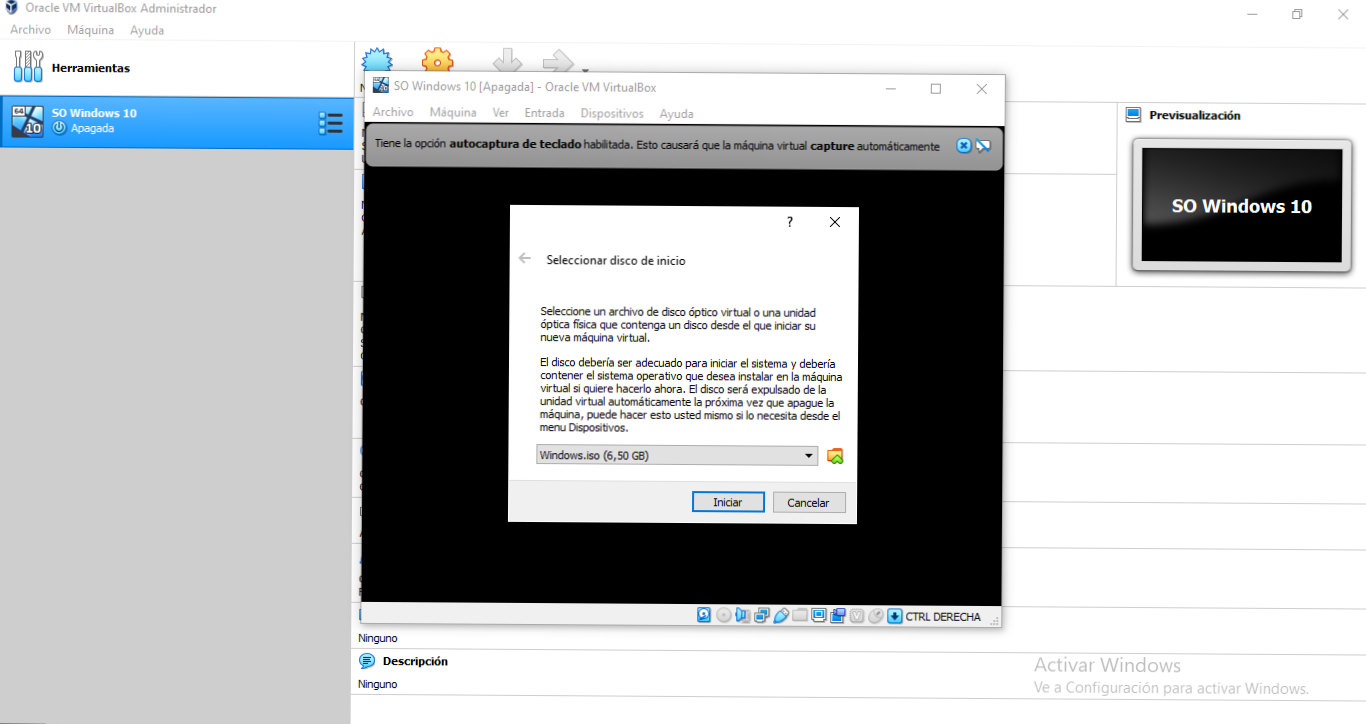 Oracle VM VirtualBox Administrador
Archivo Máquina Ayuda
Herramientas
SO Windows 10
Apagada
64
10
SO Windows 10 [Apagada] - Oracle VM VirtualBox
Archivo Máquina Ver Entrada Dispositivos Ayuda
Tiene la opción autocaptura de teclado habilitada. Esto causará que la máquina virtual capture automáticamente
?
Seleccionar disco de inicio
Seleccione un archivo de disco óptico virtual o una unidad
óptica física que contenga un disco desde el que iniciar su
nueva máquina virtual.
El disco debería ser adecuado para iniciar el sistema y debería
contener el sistema operativo que desea instalar en la máquina
virtual si quiere hacerlo ahora. El disco será expulsado de la
unidad virtual automáticamente la próxima vez que apague la
máquina, puede hacer esto usted mismo si lo necesita desde el
menu Dispositivos.
Windows.iso (6,50 GB)
Iniciar Cancelar
CTRL DERECHA
Previsualización
SO Windows 10
Ninguno
Descripción
Ninguno
Activar Windows
Ve a Configuración para activar Windows.